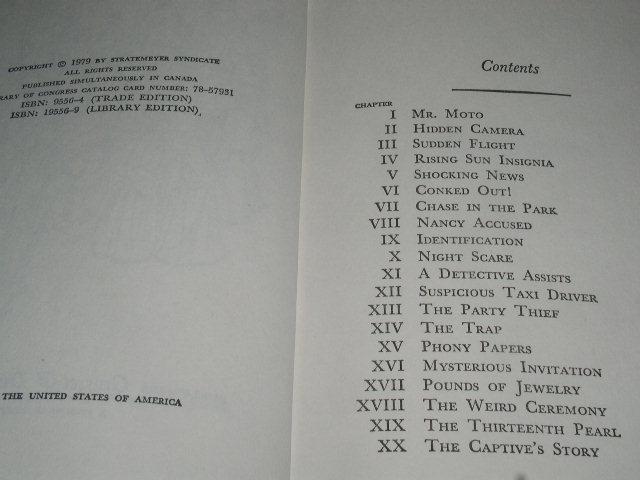 COPYRIGHT © 1979 BY STRATEMEYER SYNDICATE
ALL RIGHTS RESERVED
PUBLISHED SIMULTANEOUSLY IN CANADA
OF CONGRESS CATALOG CARD NUMBER: 78-57931
ISBN: 9556-4 (TRADE EDITION)
ISBN: 19556-9 (LIBRARY EDITION)
THE UNITED STATES OF AMERICA
Contents
CHAPTER
I MR. MOTO
II HIDDEN CAMERA
III SUDDEN FLIGHT
IV RISING SUN INSIGNIA
V SHOCKING NEWS
VI CONKED OUT!
VII CHASE IN THE PARK
VIII NANCY ACCUSED
IX IDENTIFICATION
X NIGHT SCARE
XI A DETECTIVE ASSISTS
XII SUSPICIOUS TAXI DRIVER
XIII THE PARTY THIEF
XIV THE TRAP
XV PHONY PAPERS
XVI MYSTERIOUS INVITATION
XVII POUNDS OF JEWELRY
XVIII THE WEIRD CEREMONY
XIX THE THIRTEENTH PEARL
XX THE CAPTIVE'S STORY